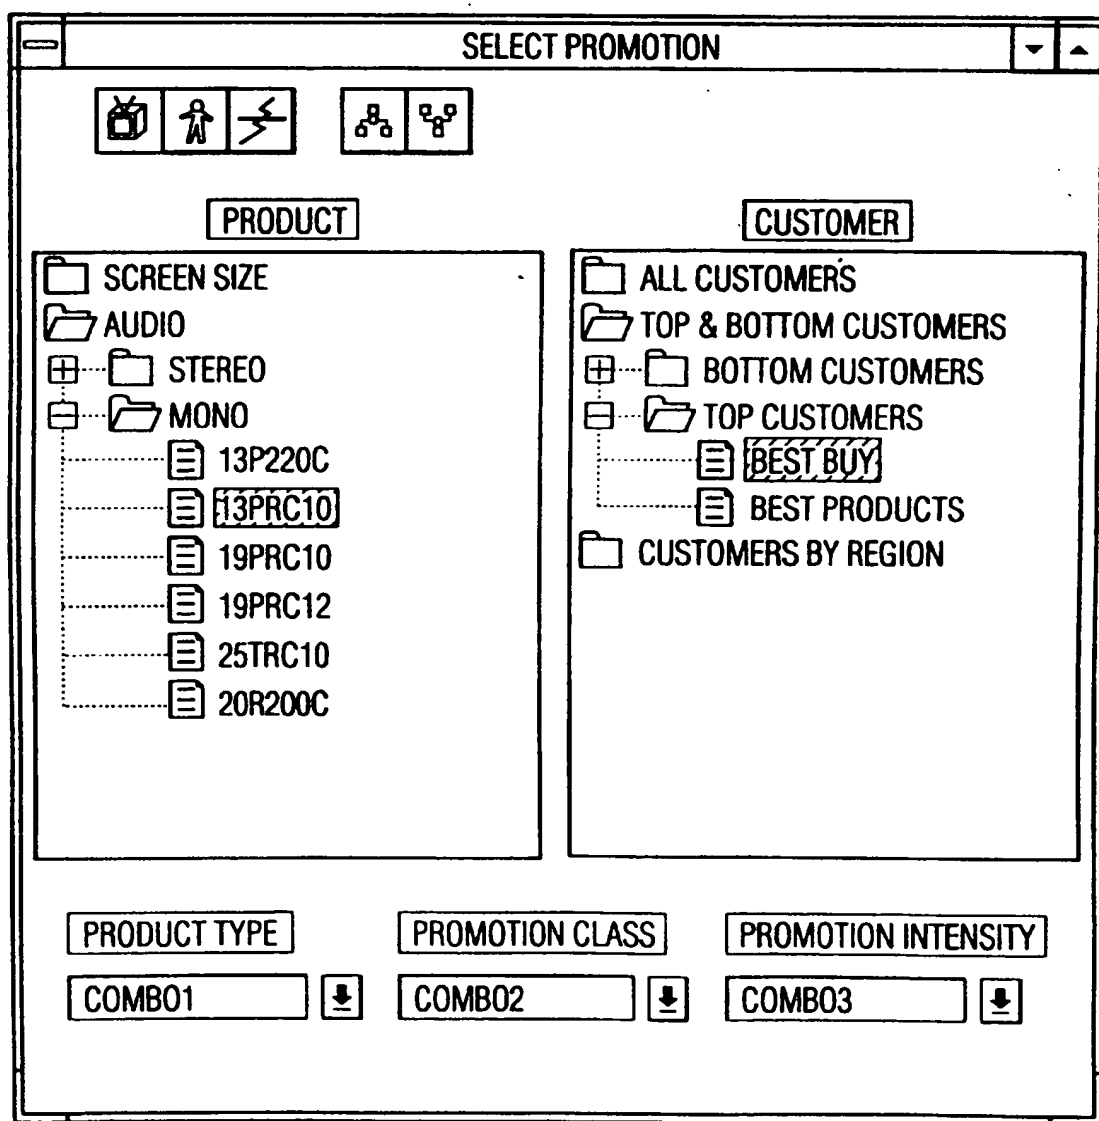 SELECT PROMOTION
PRODUCT
SCREEN SIZE
AUDIO
STEREO
MONO
13P220C
13PRC10
19PRC10
19PRC12
25TRC10
20R200C
CUSTOMER
ALL CUSTOMERS
TOP & BOTTOM CUSTOMERS
BOTTOM CUSTOMERS
TOP CUSTOMERS
BEST BUY
BEST PRODUCTS
CUSTOMERS BY REGION
PRODUCT TYPE
COMBO1
PROMOTION CLASS
COMBO2
PROMOTION INTENSITY
COMBO3